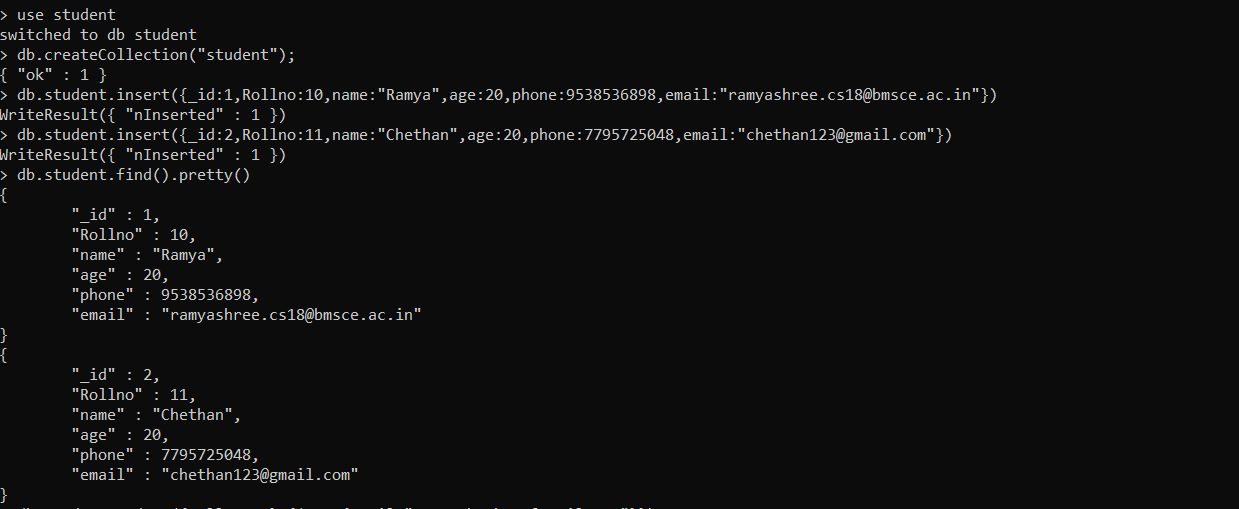 > use student
switched to db student
> db.createCollection("student");
{ "ok" : 1 }
> db.student.insert({_id:1,Rollno:10,name:"Ramya",age:20,phone:9538536898,email:"ramyashree.cs18@bmsce.ac.in"})
WriteResult({ "nInserted" : 1 })
> db.student.insert({_id:2,Rollno:11,name:"Chethan",age:20,phone:7795725048,email:"chethan123@gmail.com"})
WriteResult({ "nInserted" : 1 })
> db.student.find().pretty()
{
        "_id" : 1,
        "Rollno" : 10,
        "name" : "Ramya",
        "age" : 20,
        "phone" : 9538536898,
        "email" : "ramyashree.cs18@bmsce.ac.in"
}
{
        "_id" : 2,
        "Rollno" : 11,
        "name" : "Chethan",
        "age" : 20,
        "phone" : 7795725048,
        "email" : "chethan123@gmail.com"
}